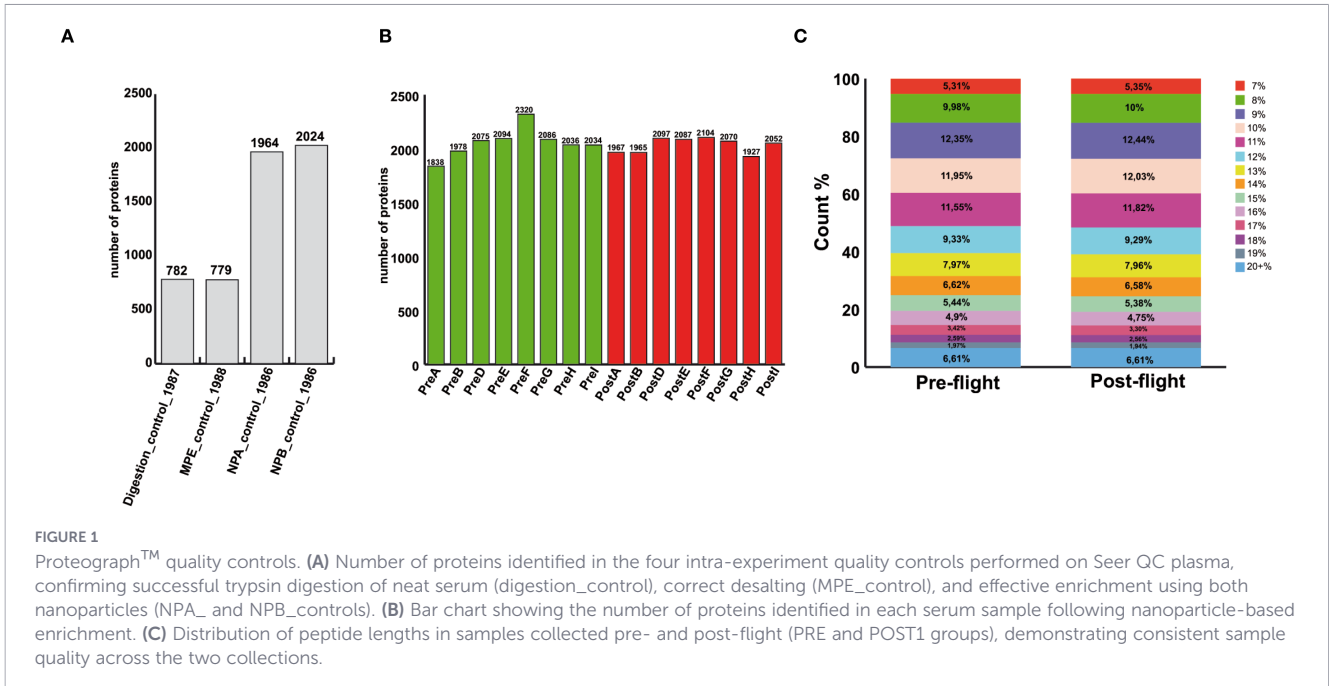 A
number of proteins
2500
2000
1500
1000
500
0
782
779
1964
2024
Digestion_control_1987
MPE_control_1988
NPA_control_1986
NPB_control_1986
B
number of proteins
2500
2000
1500
1000
500
0
1838
1978
2075
2094
2320
2086
2036
2034
1967
1965
2097
2087
2104
2070
1927
2052
PreA
PreB
PreD
PreE
PreF
PreG
PreH
PreI
PostA
PostB
PostD
PostE
PostF
PostG
PostH
PostI
C
Count %
100
80
60
40
20
0
5,31%
9,98%
12,35%
11,95%
11,55%
9,33%
7,97%
6,62%
5,44%
4,9%
3,42%
2,59%
1,97%
6,61%
Pre-flight
5,35%
10%
12,44%
12,03%
11,82%
9,29%
7,96%
6,58%
5,38%
4,75%
3,30%
2,56%
1,94%
6,61%
Post-flight
7%
8%
9%
10%
11%
12%
13%
14%
15%
16%
17%
18%
19%
20+%
FIGURE 1
Proteograph™ quality controls. (A) Number of proteins identified in the four intra-experiment quality controls performed on Seer QC plasma,
confirming successful trypsin digestion of neat serum (digestion_control), correct desalting (MPE_control), and effective enrichment using both
nanoparticles (NPA_ and NPB_controls). (B) Bar chart showing the number of proteins identified in each serum sample following nanoparticle-based
enrichment. (C) Distribution of peptide lengths in samples collected pre- and post-flight (PRE and POST1 groups), demonstrating consistent sample
quality across the two collections.